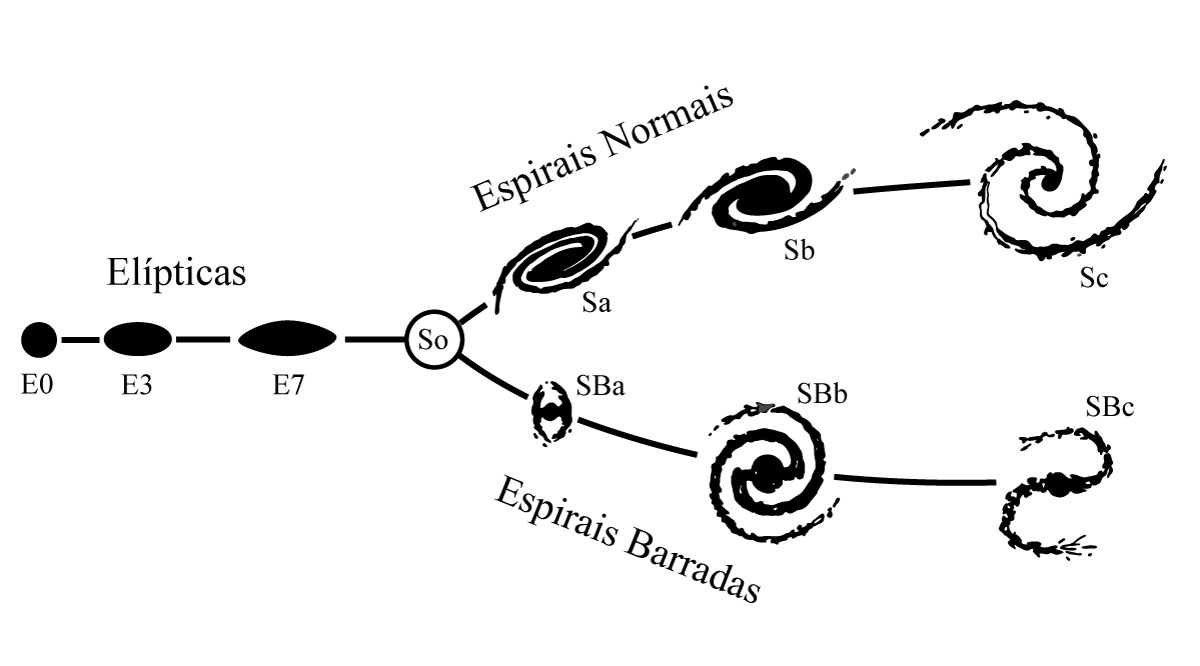 Espirais Normais
Sa
Sb
Sc
Elípticas
E0
E3
E7
So
SBa
SBb
SBc
Espirais Barradas